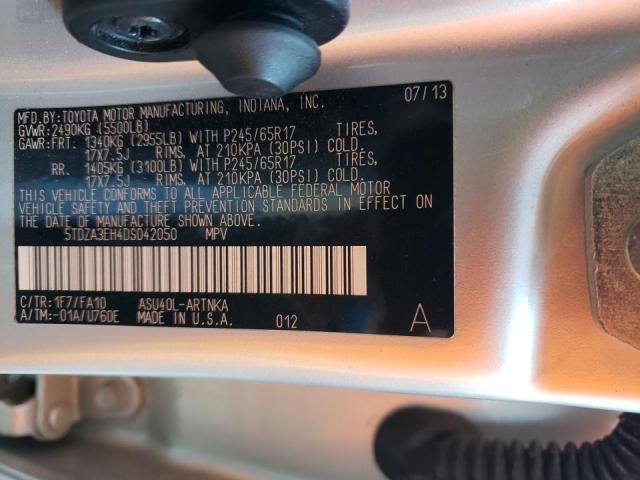 MFD.BY:TOYOTA MOTOR MANUFACTURING, INDIANA, INC. 07/13
GVWR:2490KG (5500LB)
GAWR:FRT. 1340KG (2955LB) WITH P245/65R17 TIRES,
17X7.5J RIMS, AT 210KPA (30PSI) COLD.
RR. 1405KG (3100LB) WITH P245/65R17 TIRES,
17X7.5J RIMS, AT 210KPA (30PSI) COLD.
THIS VEHICLE CONFORMS TO ALL APPLICABLE FEDERAL MOTOR
VEHICLE SAFETY AND THEFT PREVENTION STANDARDS IN EFFECT ON
THE DATE OF MANUFACTURE SHOWN ABOVE.
5TDZA3EH4DS042050 MPV
C/TR:1F7/FA10 ASU40L-ARTNKA
A/TM:-01A/U760E MADE IN U.S.A. 012 A